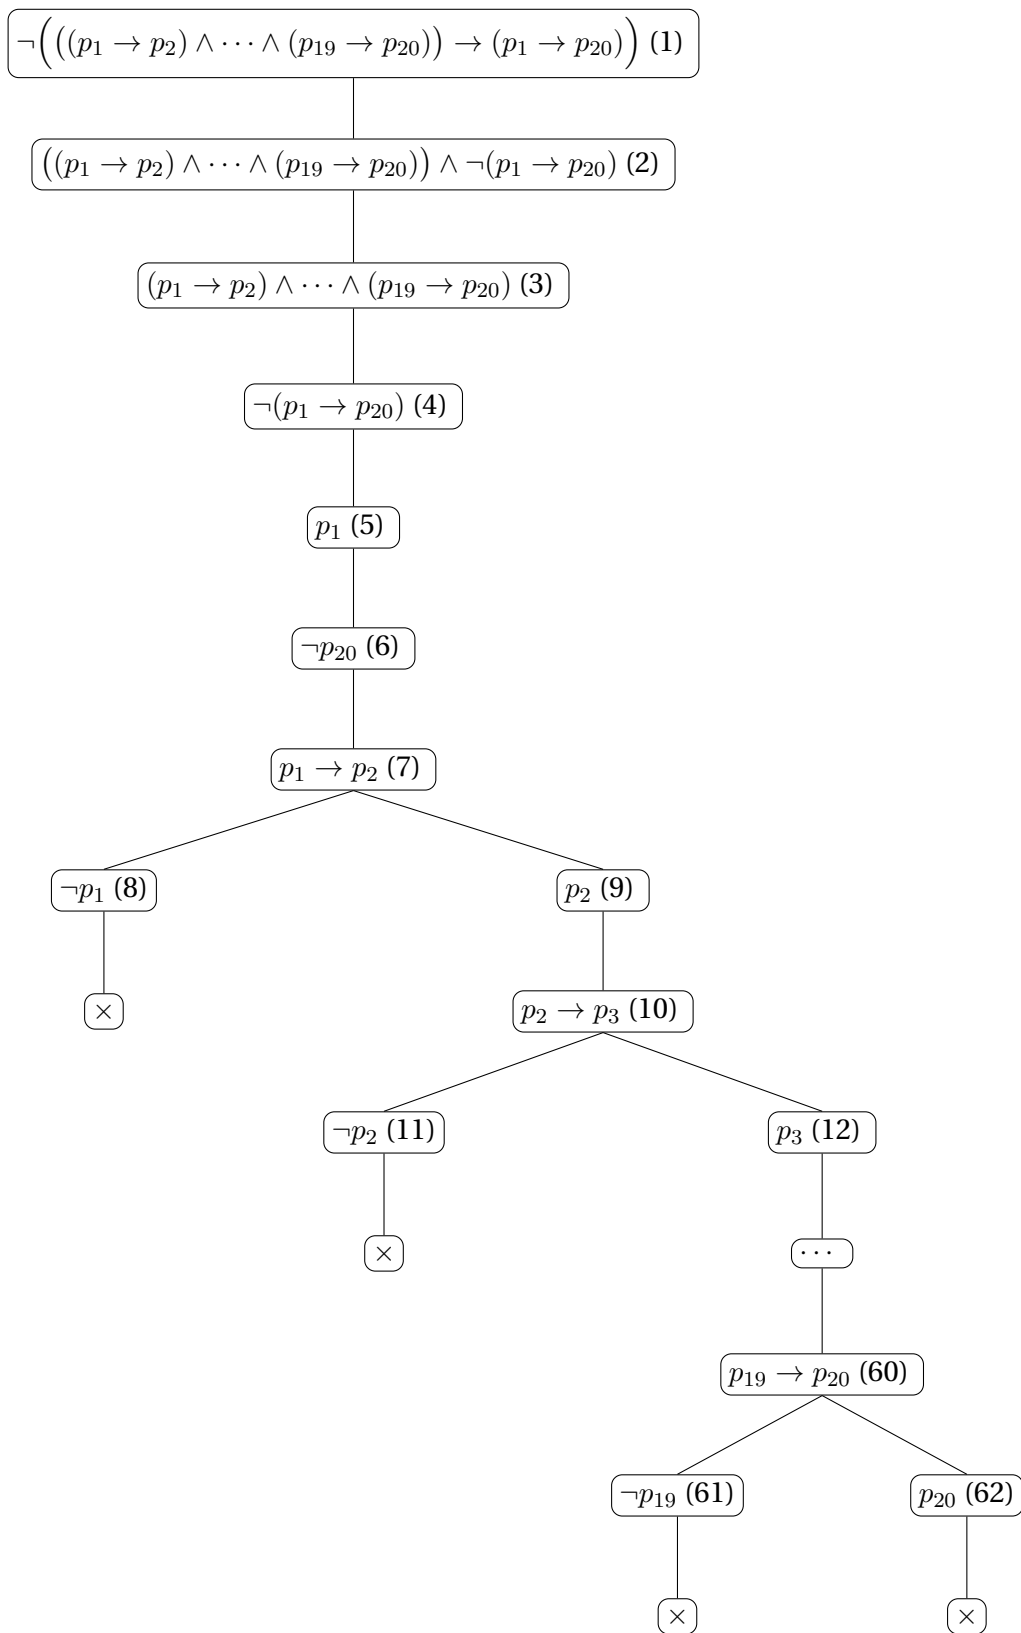 ¬(((p₁ → p₂) ∧ ⋯ ∧ (p₁₉ → p₂₀)) → (p₁ → p₂₀)) (1)
((p₁ → p₂) ∧ ⋯ ∧ (p₁₉ → p₂₀)) ∧ ¬(p₁ → p₂₀) (2)
(p₁ → p₂) ∧ ⋯ ∧ (p₁₉ → p₂₀) (3)
¬(p₁ → p₂₀) (4)
p₁ (5)
¬p₂₀ (6)
p₁ → p₂ (7)
¬p₁ (8)
p₂ (9)
×
p₂ → p₃ (10)
¬p₂ (11)
p₃ (12)
×
⋯
p₁₉ → p₂₀ (60)
¬p₁₉ (61)
p₂₀ (62)
×
×